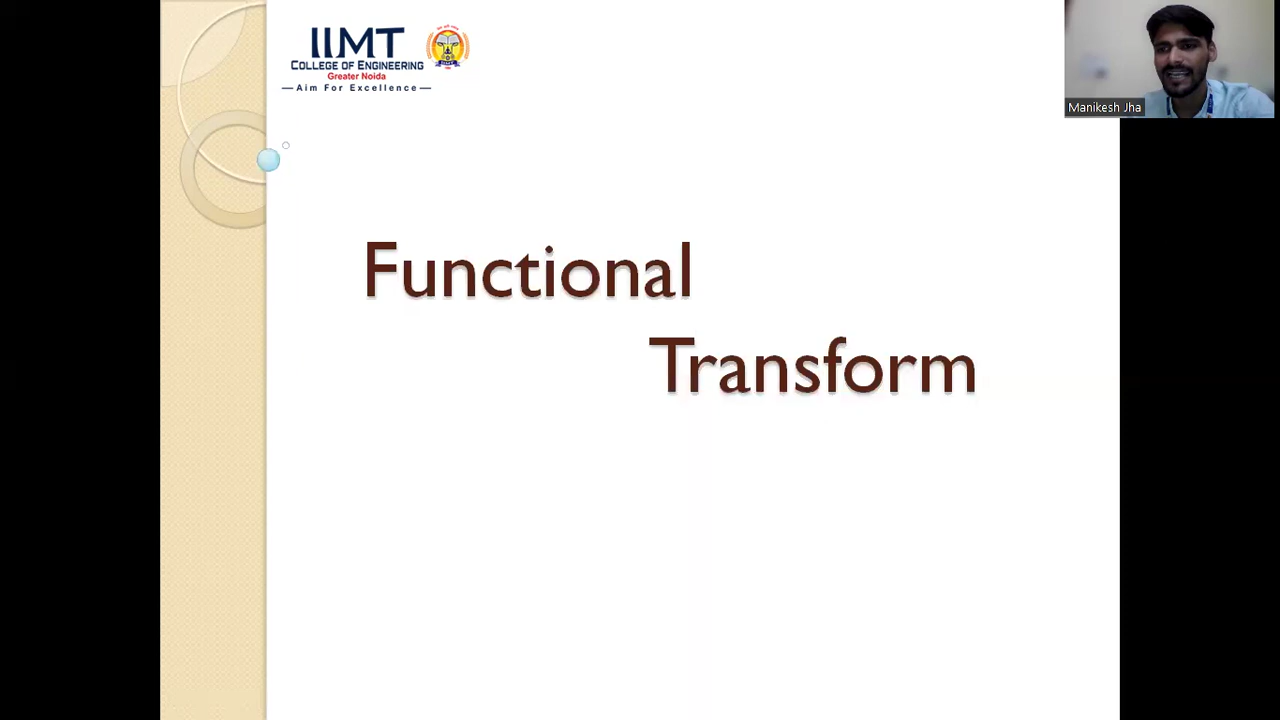 IIMT
COLLEGE OF ENGINEERING
Greater Noida
Aim For Excellence
Manikesh Jha
Functional
Transform